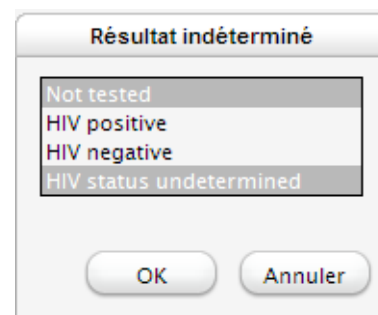 Résultat indéterminé
Not tested
HIV positive
HIV negative
HIV status undetermined
OK
Annuler